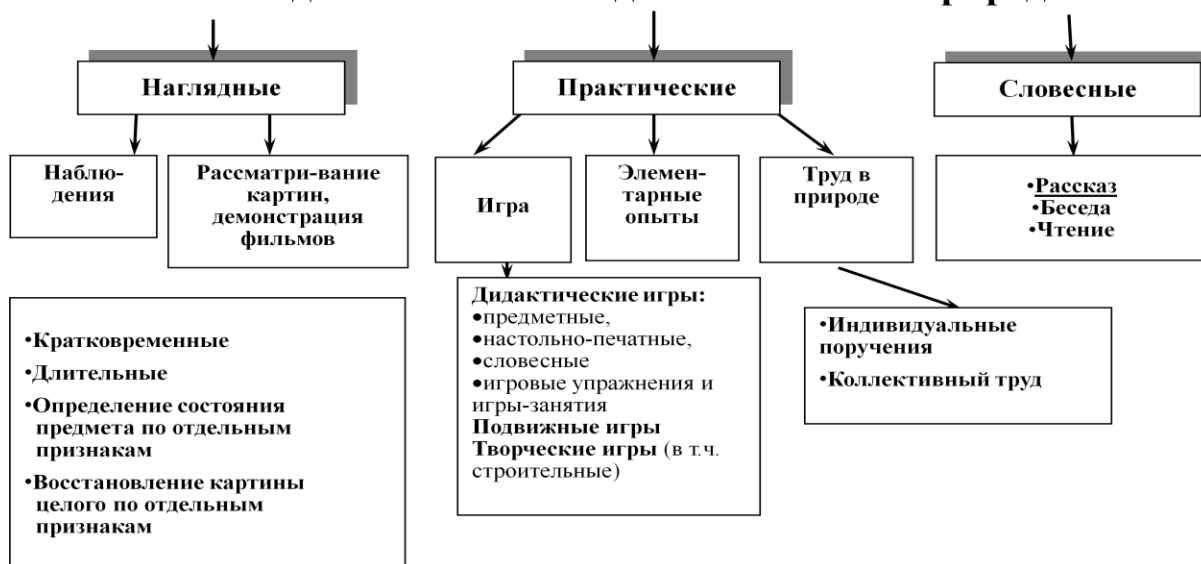 Наглядные
Практические
Словесные
Наблю-
дения
Рассматри-вание
картин,
демонстрация
фильмов
Игра
Элемен-
тарные
опыты
Труд в
природе
•Рассказ
•Беседа
•Чтение
•Кратковременные
•Длительные
•Определение состояния
предмета по отдельным
признакам
•Восстановление картины
целого по отдельным
признакам
Дидактические игры:
•предметные,
•настольно-печатные,
•словесные
•игровые упражнения и
игры-занятия
Подвижные игры
Творческие игры (в т.ч.
строительные)
•Индивидуальные
поручения
•Коллективный труд